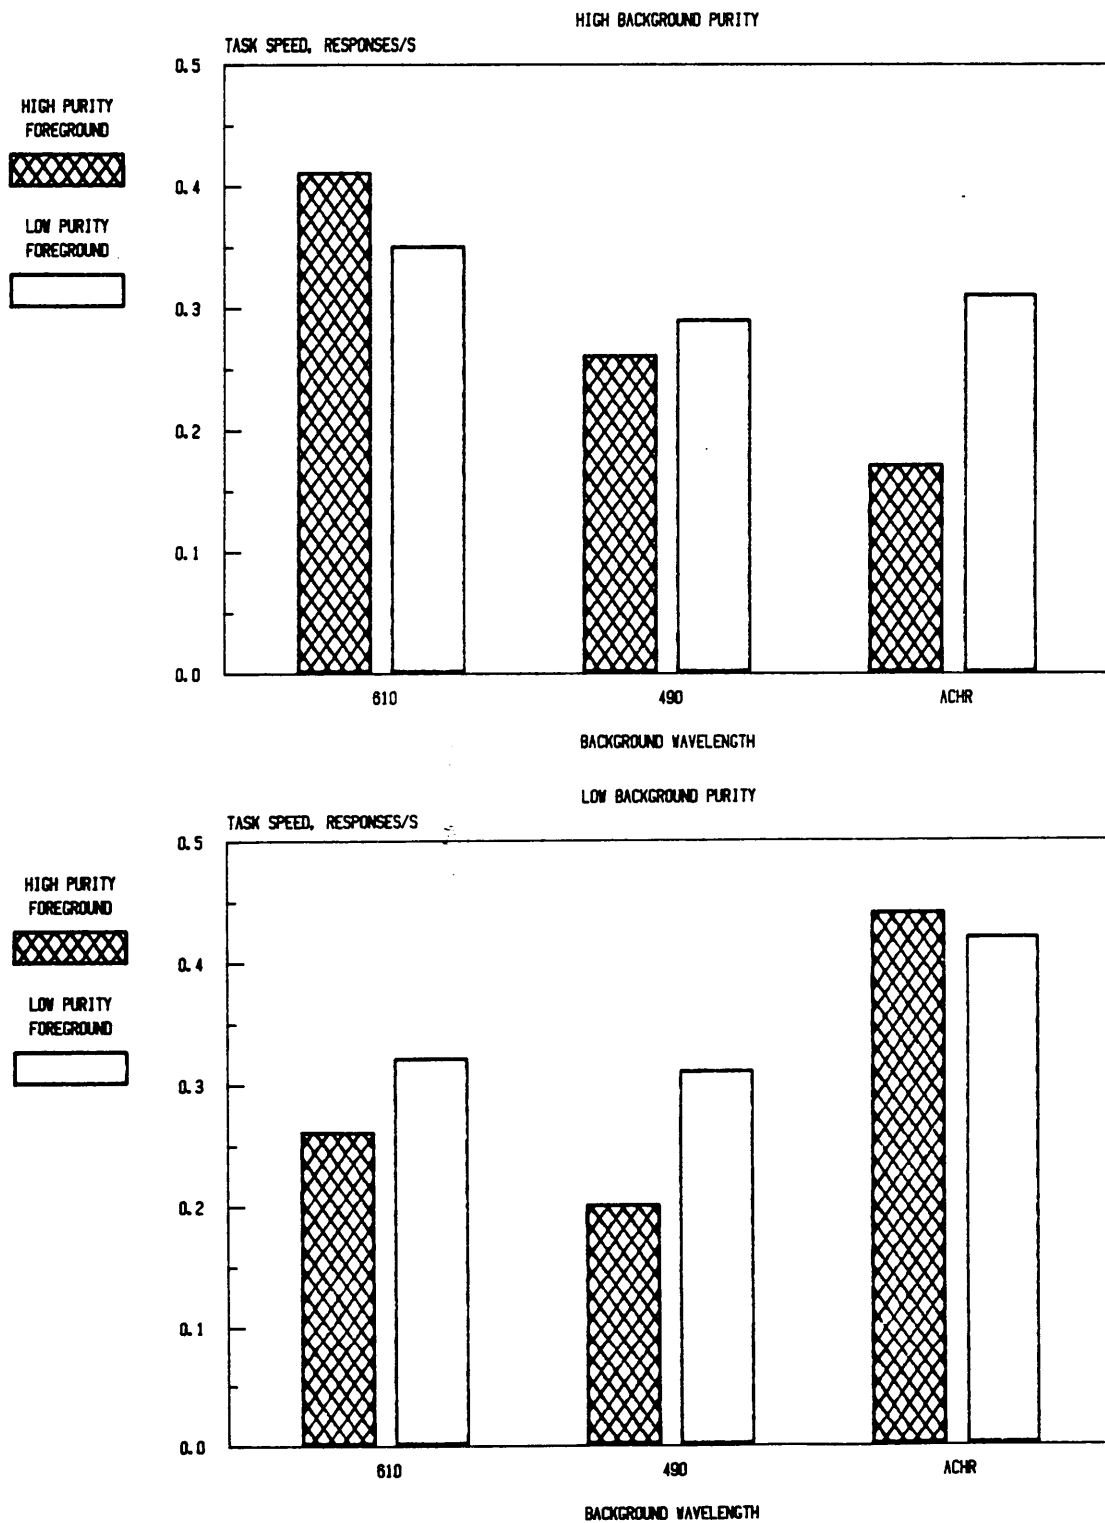 HIGH BACKGROUND PURITY
TASK SPEED, RESPONSES/S
0.5
HIGH PURITY
FOREGROUND
0.4
LOW PURITY
FOREGROUND
0.3
0.2
0.1
0.0
610 490 ACHR
BACKGROUND WAVELENGTH
LOW BACKGROUND PURITY
TASK SPEED, RESPONSES/S
0.5
HIGH PURITY
FOREGROUND
0.4
LOW PURITY
FOREGROUND
0.3
0.2
0.1
0.0
610 490 ACHR
BACKGROUND WAVELENGTH